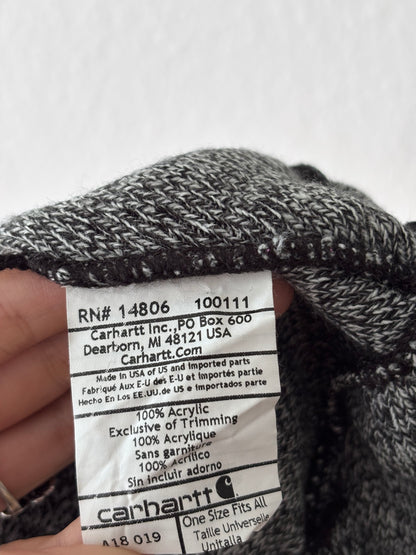 RN# 14806 100111
Carhartt Inc.,PO Box 600
Dearborn, MI 48121 USA
Carhartt.Com
Made In USA of US and Imported parts
Fabriqué Aux E-U des E-U et Importés partie
Hecho En Los EE.UU.de US e Importado parte
100% Acrylic
Exclusive of Trimming
100% Acrylique
Sans garniture
100% Acrílico
Sin incluir adorno
carhartt
One Size Fits All
Taille Universelle
Unitalla
A18 019